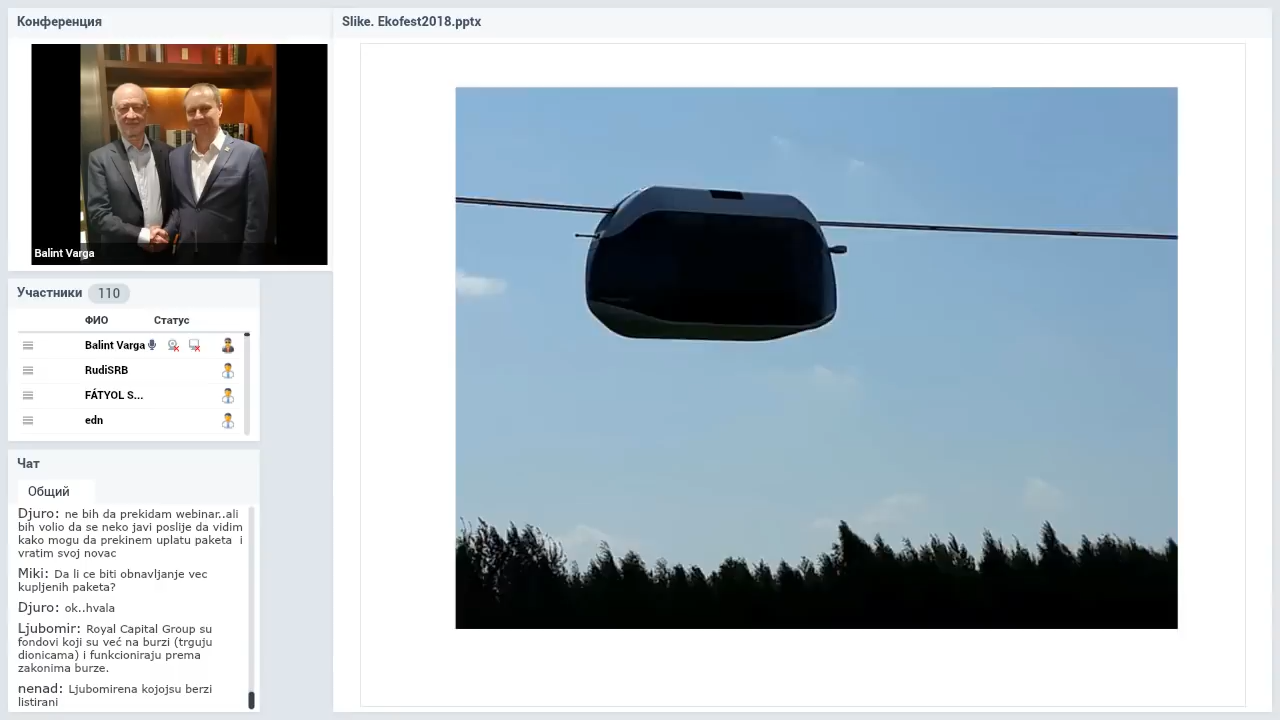 Конференция
Balint Varga
Участники 110
ФИО Статус
Balint Varga
RudiSRB
FÁTYOL S...
edn
Чат
Общий
Djuro: ne bih da prekidam webinar..ali
bih volio da se neko javi poslije da vidim
kako mogu da prekinem uplatu paketa i
vratim svoj novac
Miki: Da li ce biti obnavljanje vec
kupljenih paketa?
Djuro: ok..hvala
Ljubomir: Royal Capital Group su
fondovi koji su već na burzi (trguju
dionicama) i funkcioniraju prema
zakonima burze.
nenad: Ljubomirena kojojsu berzi
listirani
Slike. Ekofest2018.pptx